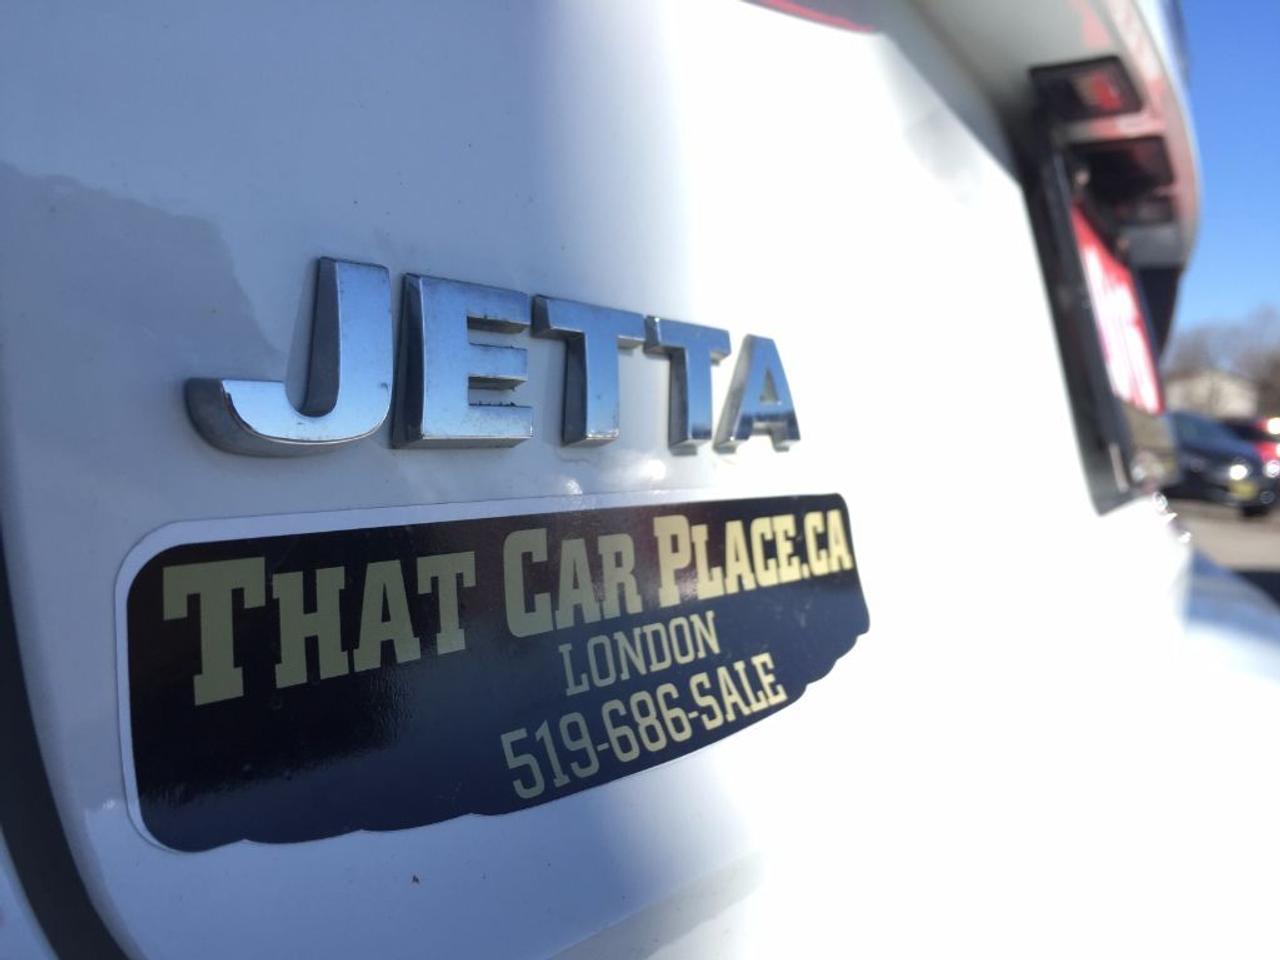 JETTA
THAT CAR PLACE.CA
LONDON
519-686-SALE